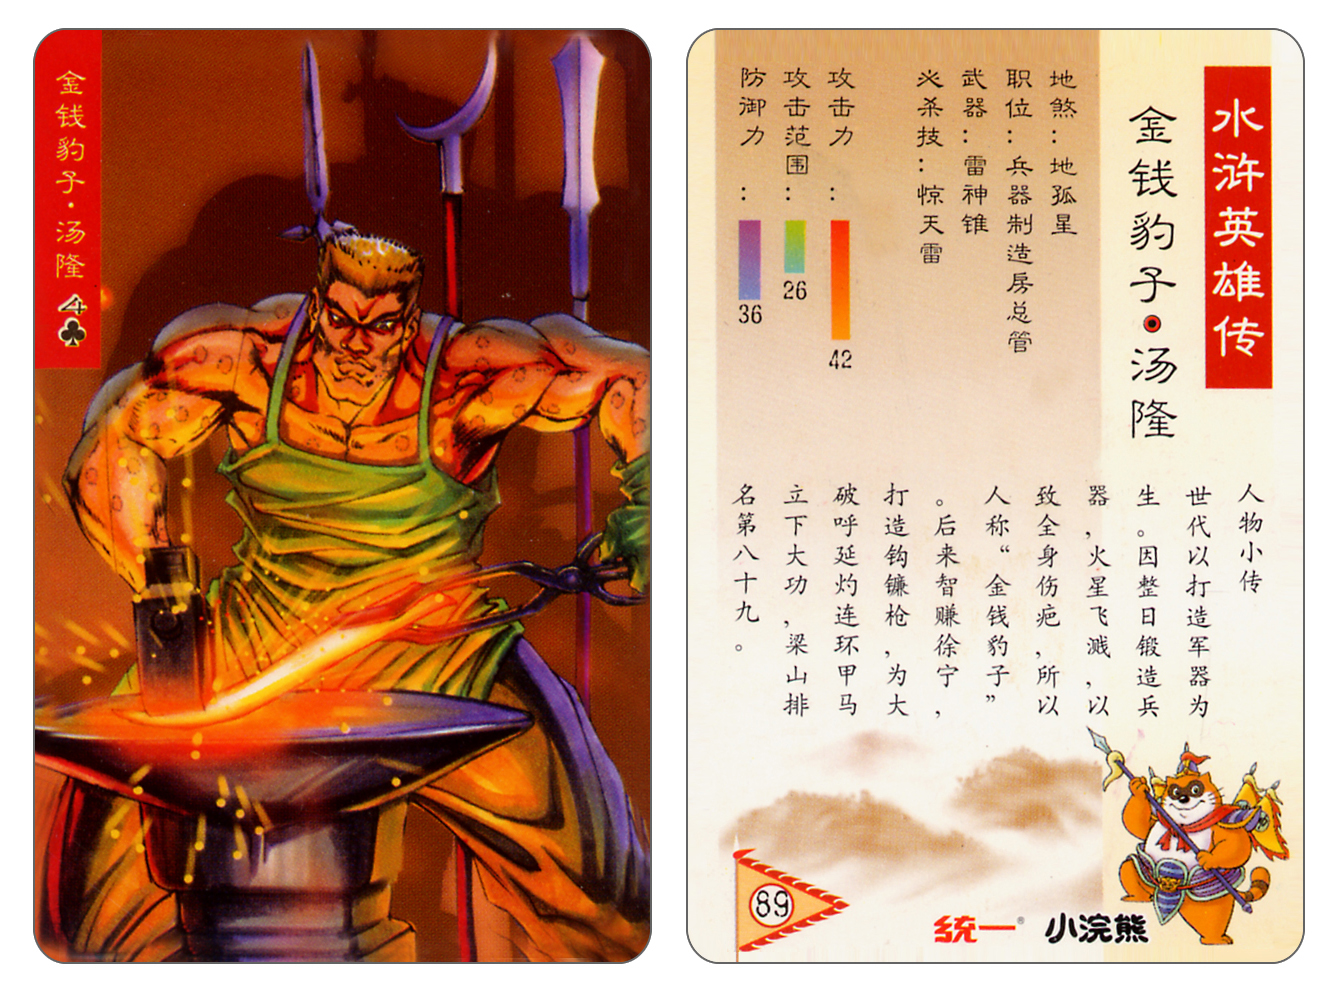 金钱豹子·汤隆
4♣
水浒英雄传
金钱豹子·汤隆
地煞：地孤星
职位：兵器制造房总管
武器：雷神锥
必杀技：惊天雷
攻击力：42
攻击范围：26
防御力：36
人物小传
世代以打造军器为
生。因整日锻造兵
器，火星飞溅，以
致全身伤疤，所以
人称“金钱豹子”
。后来智赚徐宁，
打造钩镰枪，为大
破呼延灼连环甲马
立下大功，梁山排
名第八十九。
89
统一® 小浣熊